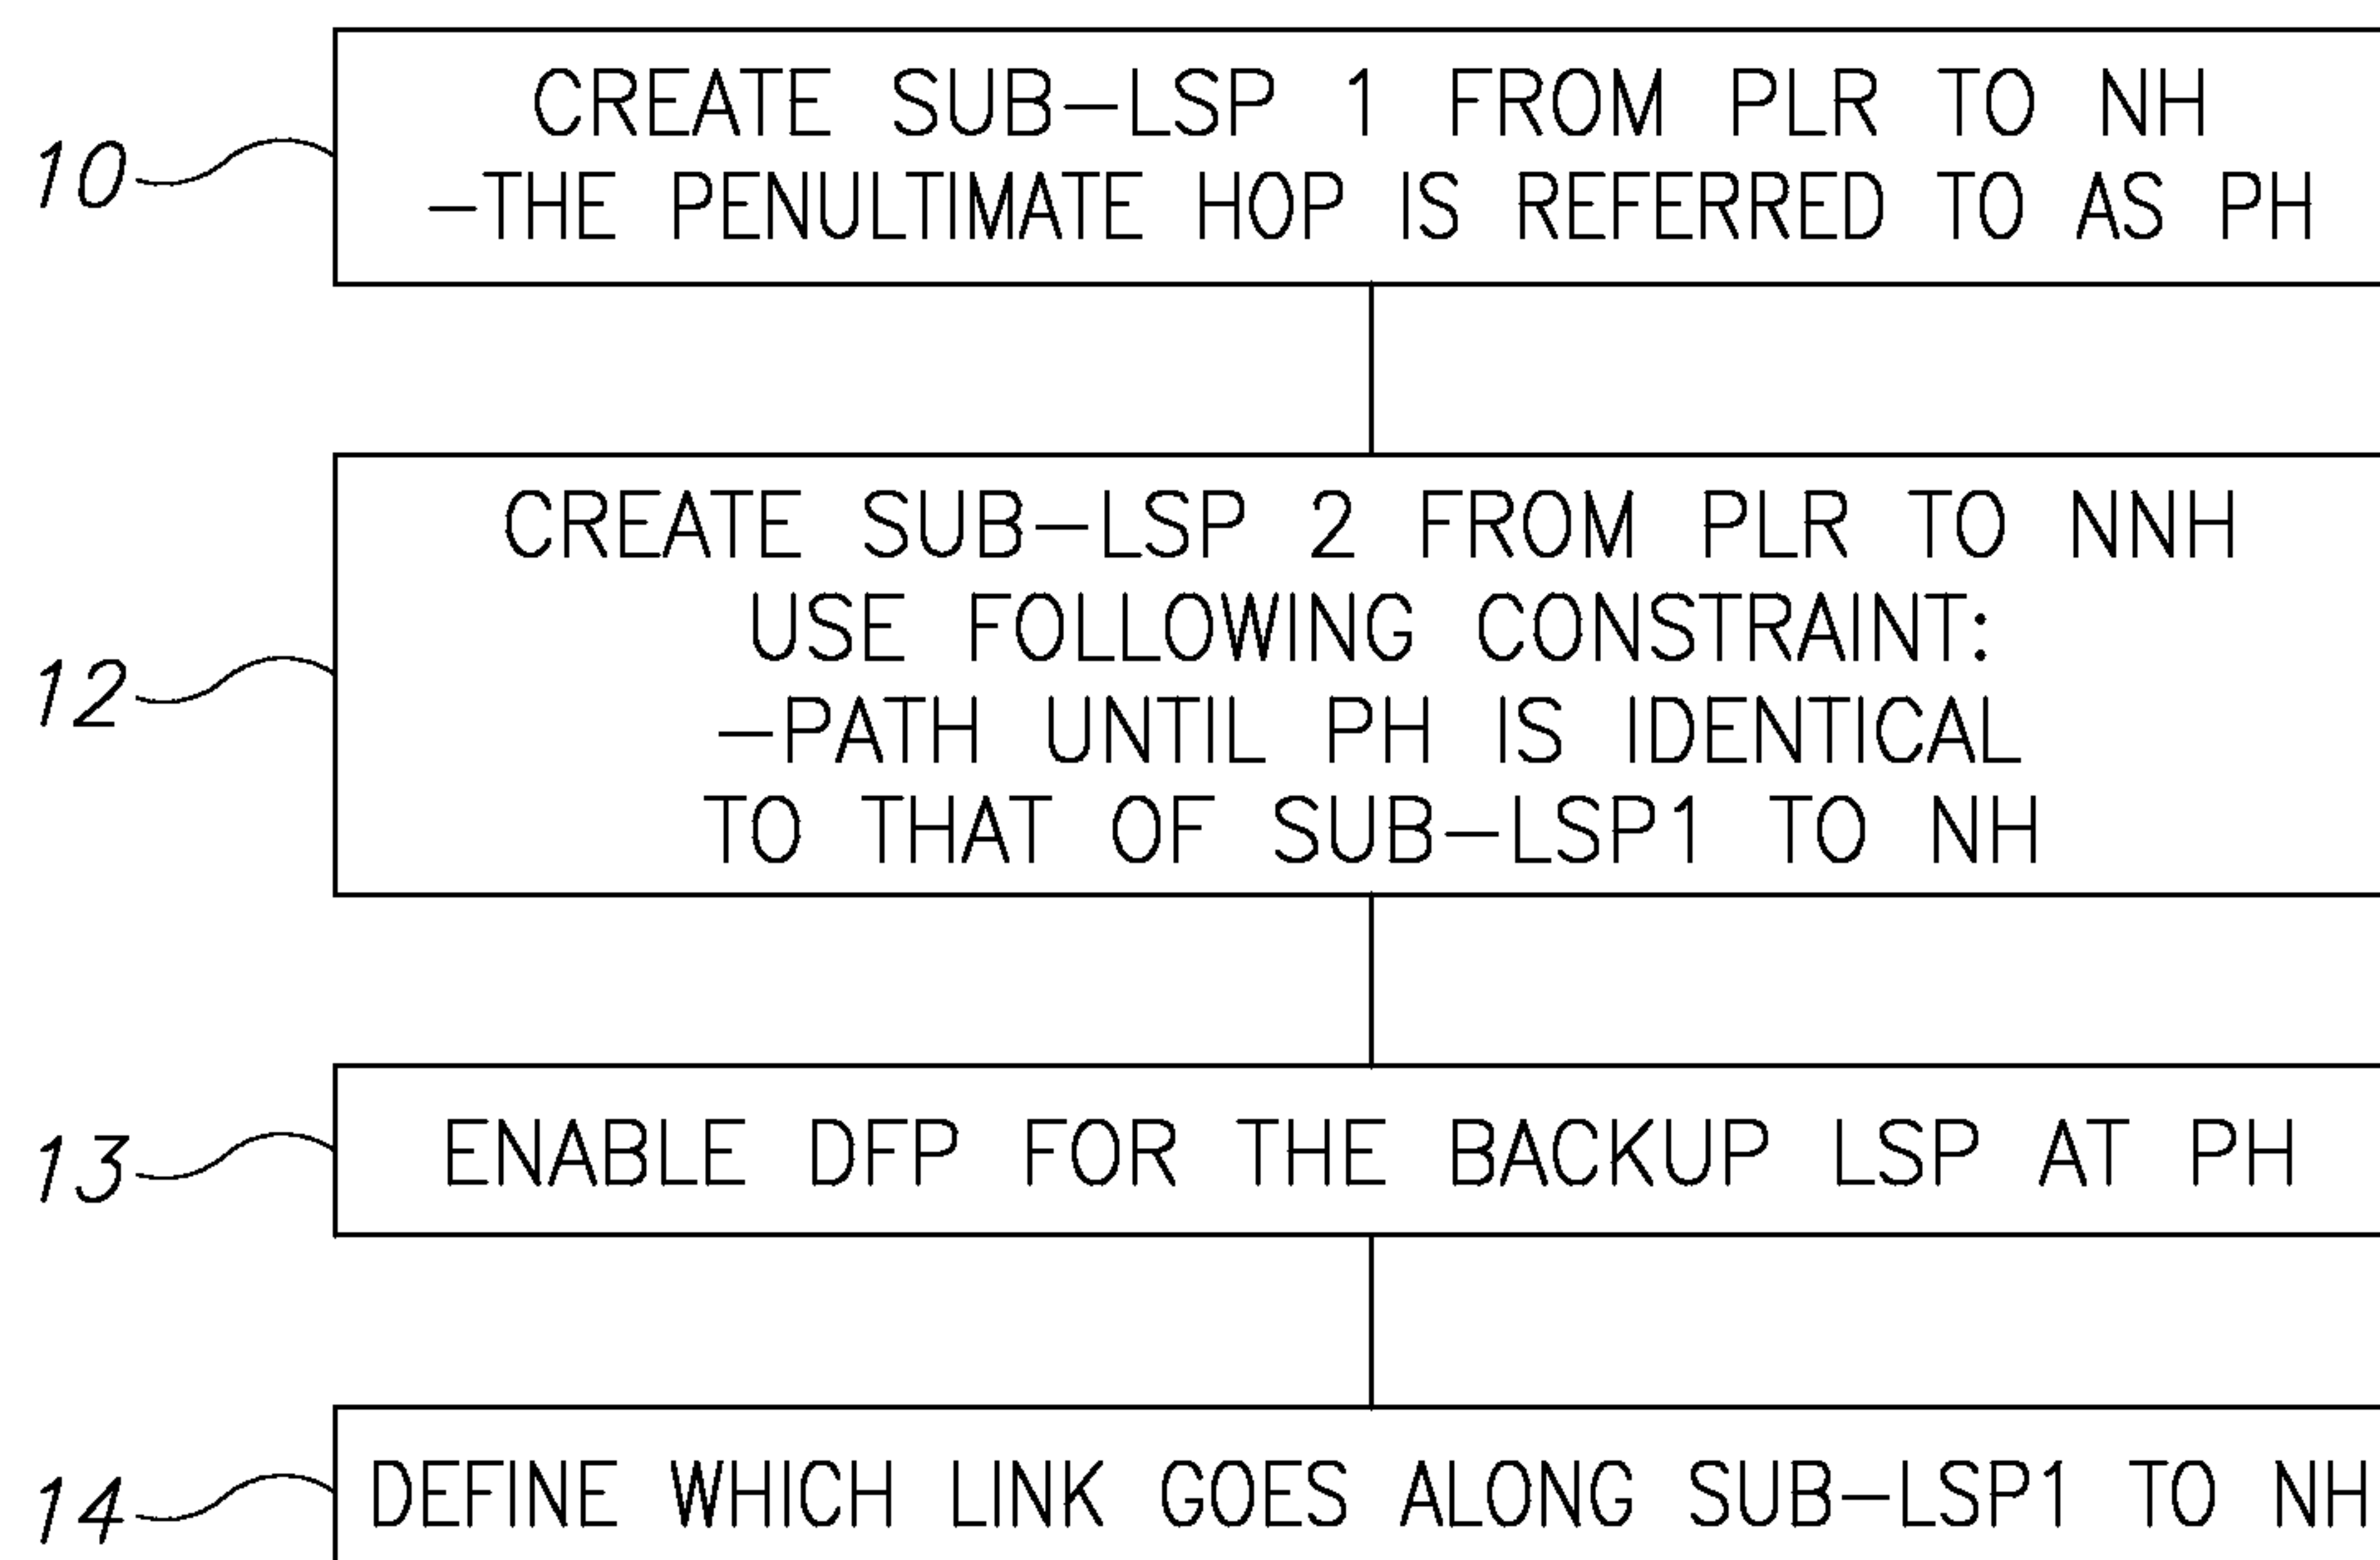 10
CREATE SUB-LSP 1 FROM PLR TO NH
-THE PENULTIMATE HOP IS REFERRED TO AS PH
12
CREATE SUB-LSP 2 FROM PLR TO NNH
USE FOLLOWING CONSTRAINT:
-PATH UNTIL PH IS IDENTICAL
TO THAT OF SUB-LSP1 TO NH
13
ENABLE DFP FOR THE BACKUP LSP AT PH
14
DEFINE WHICH LINK GOES ALONG SUB-LSP1 TO NH